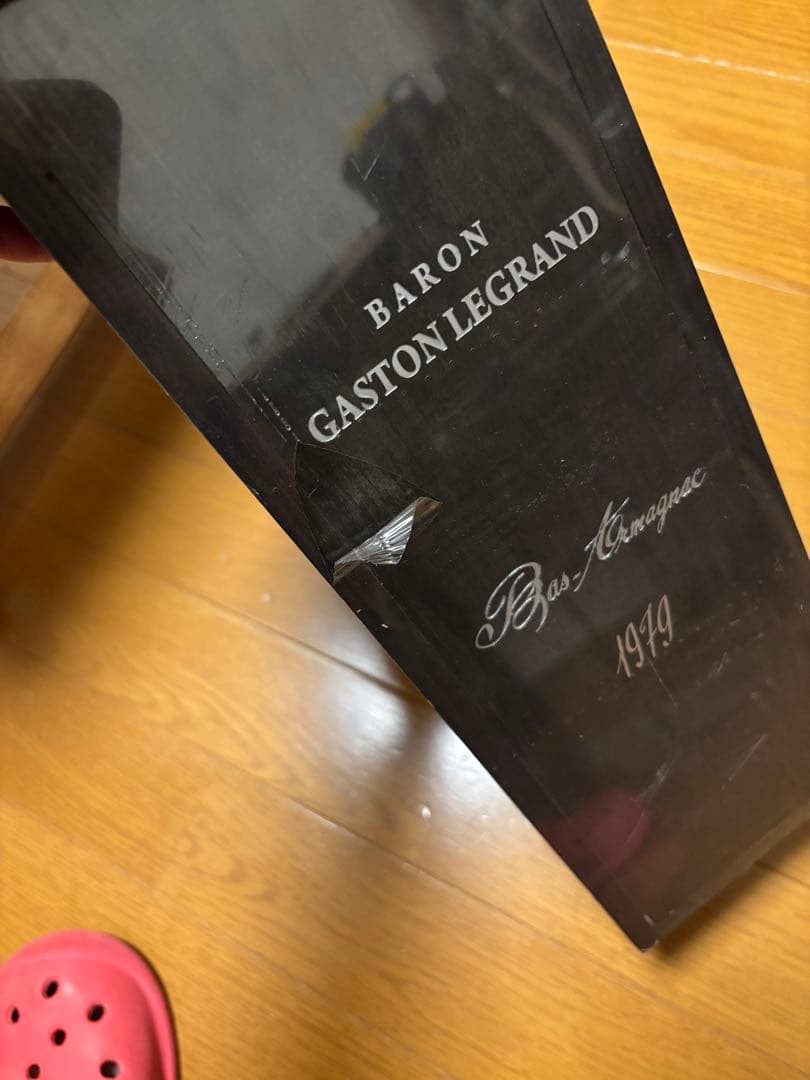 BARON
GASTON LEGRAND
Bas-Armagnac
1979